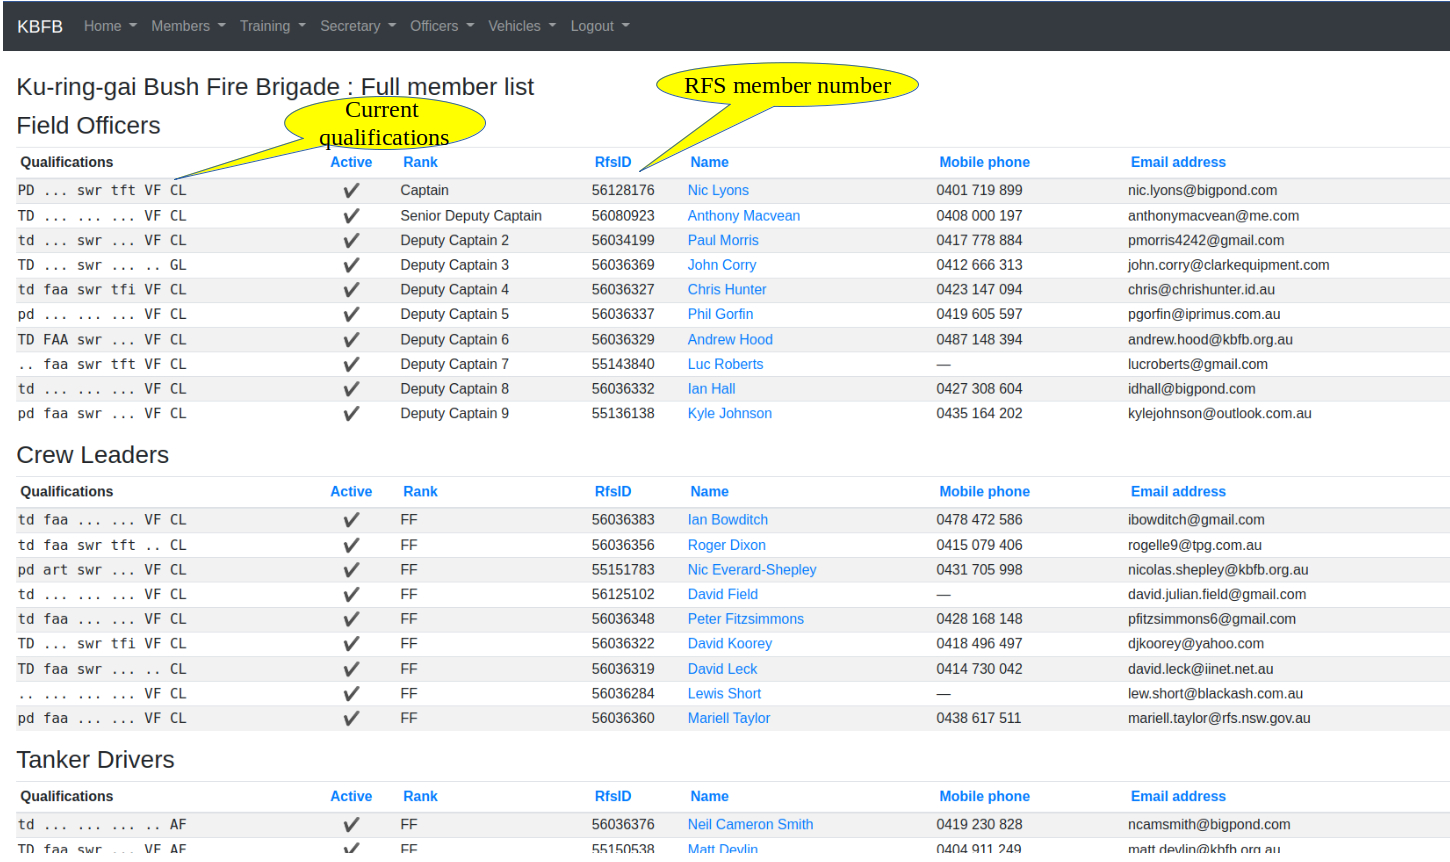 KBFB Home Members Training Secretary Officers Vehicles Logout
Ku-ring-gai Bush Fire Brigade : Full member list
RFS member number
Current
qualifications
Field Officers
Qualifications Active Rank RfsID Name Mobile phone Email address
PD ... swr tft VF CL ✔ Captain 56128176 Nic Lyons 0401 719 899 nic.lyons@bigpond.com
TD ... ... ... VF CL ✔ Senior Deputy Captain 56080923 Anthony Macvean 0408 000 197 anthonymacvean@me.com
td ... swr ... VF CL ✔ Deputy Captain 2 56034199 Paul Morris 0417 778 884 pmorris4242@gmail.com
TD ... swr ... .. GL ✔ Deputy Captain 3 56036369 John Corry 0412 666 313 john.corry@clarkequipment.com
td faa swr tfi VF CL ✔ Deputy Captain 4 56036327 Chris Hunter 0423 147 094 chris@chrishunter.id.au
pd ... ... ... VF CL ✔ Deputy Captain 5 56036337 Phil Gorfin 0419 605 597 pgorfin@iprimus.com.au
TD FAA swr ... VF CL ✔ Deputy Captain 6 56036329 Andrew Hood 0487 148 394 andrew.hood@kbfb.org.au
.. faa swr tft VF CL ✔ Deputy Captain 7 55143840 Luc Roberts — lucroberts@gmail.com
td ... ... ... VF CL ✔ Deputy Captain 8 56036332 Ian Hall 0427 308 604 idhall@bigpond.com
pd faa swr ... VF CL ✔ Deputy Captain 9 55136138 Kyle Johnson 0435 164 202 kylejohnson@outlook.com.au
Crew Leaders
Qualifications Active Rank RfsID Name Mobile phone Email address
td faa ... ... VF CL ✔ FF 56036383 Ian Bowditch 0478 472 586 ibowditch@gmail.com
td faa swr tft .. CL ✔ FF 56036356 Roger Dixon 0415 079 406 rogelle9@tpg.com.au
pd art swr ... VF CL ✔ FF 55151783 Nic Everard-Shepley 0431 705 998 nicolas.shepley@kbfb.org.au
td ... ... ... VF CL ✔ FF 56125102 David Field — david.julian.field@gmail.com
td faa ... ... VF CL ✔ FF 56036348 Peter Fitzsimmons 0428 168 148 pfitzsimmons6@gmail.com
TD ... swr tfi VF CL ✔ FF 56036322 David Koorey 0418 496 497 djkoorey@yahoo.com
TD faa swr ... .. CL ✔ FF 56036319 David Leck 0414 730 042 david.leck@iinet.net.au
.. ... ... ... VF CL ✔ FF 56036284 Lewis Short — lew.short@blackash.com.au
pd faa ... ... VF CL ✔ FF 56036360 Mariell Taylor 0438 617 511 mariell.taylor@rfs.nsw.gov.au
Tanker Drivers
Qualifications Active Rank RfsID Name Mobile phone Email address
td ... ... ... .. AF ✔ FF 56036376 Neil Cameron Smith 0419 230 828 ncamsmith@bigpond.com
TD faa swr ... VF AF ✔ FF 55150538 Matt Devlin 0404 911 249 matt.devlin@kbfb.org.au